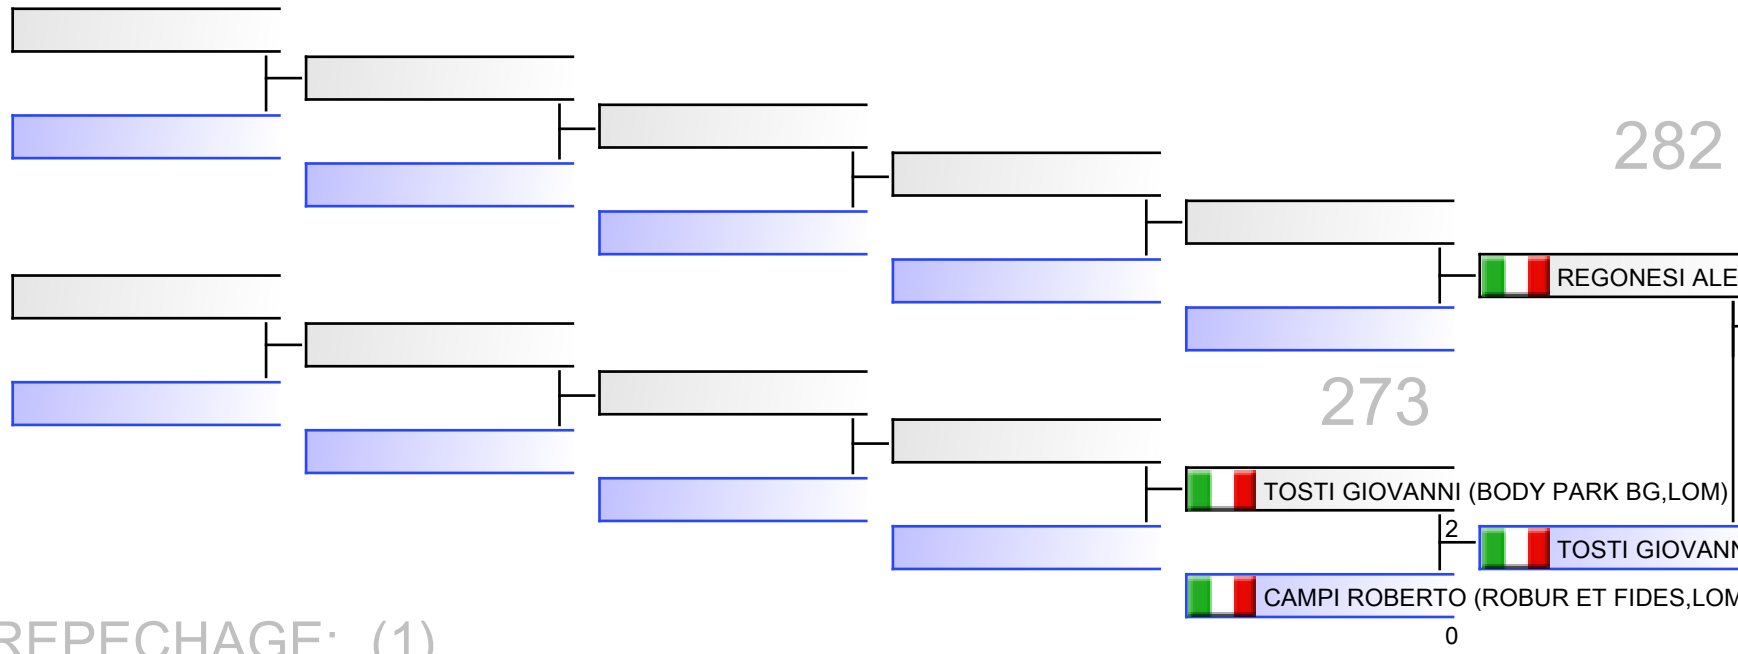 282
REGONESI ALE
273
TOSTI GIOVANNI (BODY PARK BG,LOM)
2
TOSTI GIOVANN
CAMPI ROBERTO (ROBUR ET FIDES,LOM
0
REPECHAGE: (1)